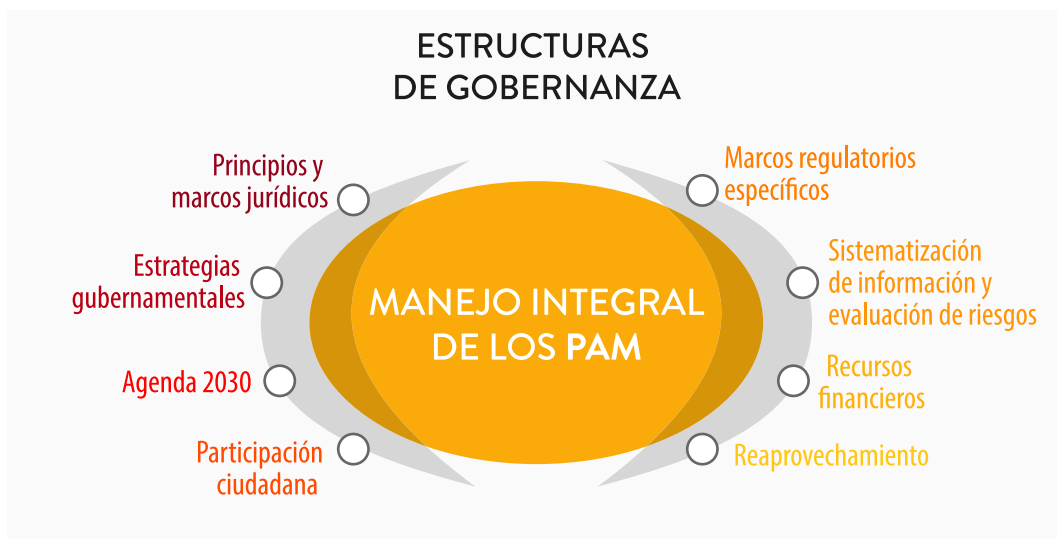 ESTRUCTURAS
DE GOBERNANZA
Principios y
marcos jurídicos
Estrategias
gubernamentales
Agenda 2030
Participación
ciudadana
MANEJO INTEGRAL
DE LOS PAM
Marcos regulatorios
específicos
Sistematización
de información y
evaluación de riesgos
Recursos
financieros
Reaprovechamiento